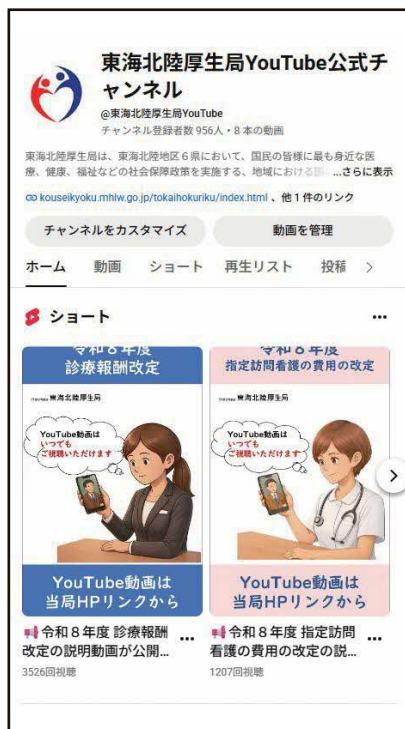 東海北陸厚生局YouTube公式チ
ャンネル
@東海北陸厚生局YouTube
チャンネル登録者数 956人・8 本の動画
東海北陸厚生局は、東海北陸地区６県において、国民の皆様に最も身近な医
療、健康、福祉などの社会保障政策を実施する、地域における国 ...さらに表示
kouseikyoku.mhlw.go.jp/tokaihokuriku/index.html 、他 1 件のリンク
チャンネルをカスタマイズ
動画を管理
ホーム 動画 ショート 再生リスト 投稿
ショート
令和８年度
診療報酬改定
東海北陸厚生局
YouTube動画は
いつでも
ご視聴いただけます
YouTube動画は
当局HPリンクから
令和８年度 診療報酬
改定の説明動画が公開...
3526回視聴
令和８年度
指定訪問看護の費用の改定
東海北陸厚生局
YouTube動画は
いつでも
ご視聴いただけます
YouTube動画は
当局HPリンクから
令和８年度 指定訪問
看護の費用の改定の説...
1207回視聴